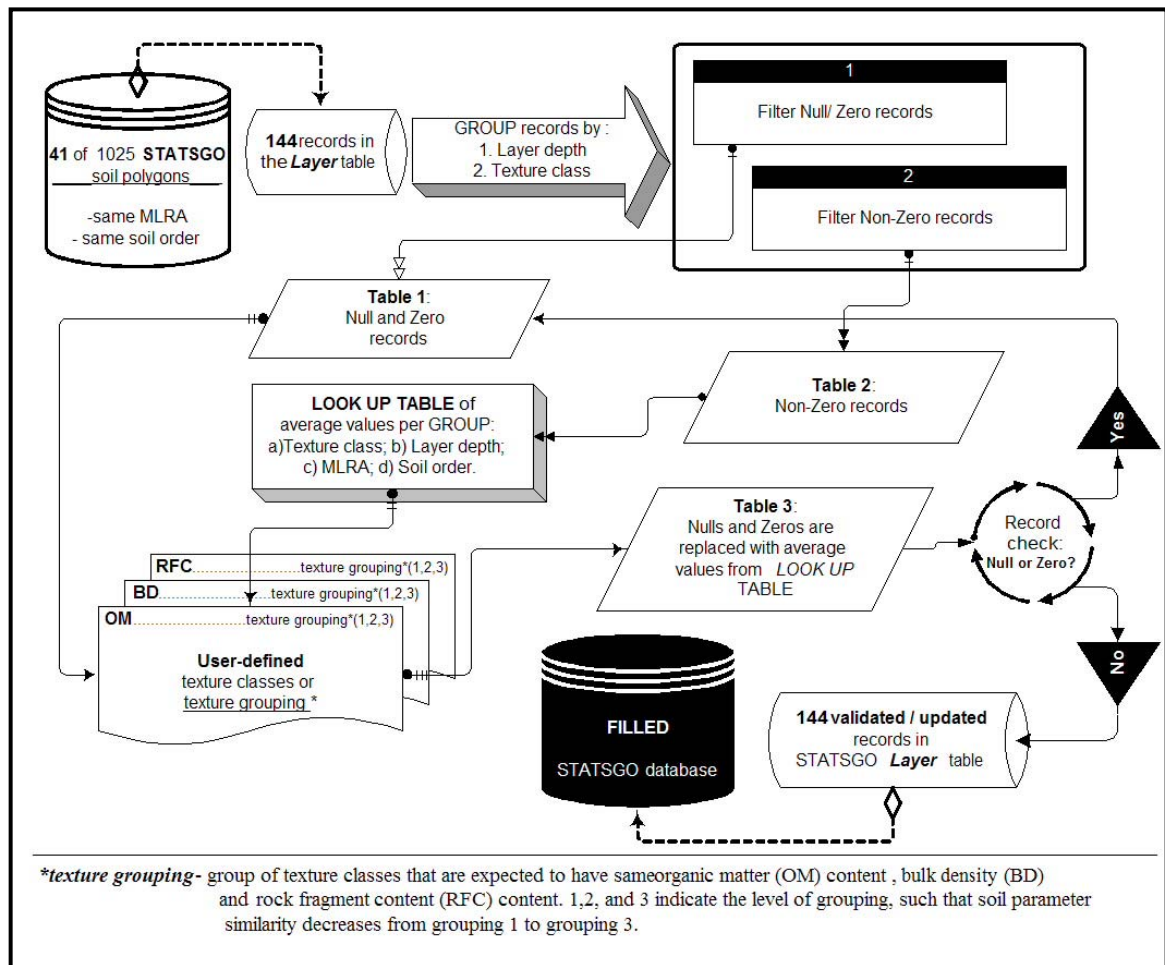 41 of 1025 STATSGO
soil polygons
-same MLRA
- same soil order
144 records in
the Layer table
GROUP records by :
1. Layer depth
2. Texture class
1
Filter Null/ Zero records
2
Filter Non-Zero records
Table 1:
Null and Zero
records
Table 2:
Non-Zero records
LOOK UP TABLE of
average values per GROUP:
a)Texture class; b) Layer depth;
c) MLRA; d) Soil order.
Yes
Table 3:
Nulls and Zeros are
replaced with average
values from LOOK UP
TABLE
Record
check:
Null or Zero?
RFC......................texture grouping*(1,2,3)
BD.......................texture grouping*(1,2,3)
OM.......................texture grouping*(1,2,3)
User-defined
texture classes or
texture grouping *
No
FILLED
STATSGO database
144 validated / updated
records in
STATSGO Layer table
*texture grouping- group of texture classes that are expected to have sameorganic matter (OM) content , bulk density (BD)
and rock fragment content (RFC) content. 1,2, and 3 indicate the level of grouping, such that soil parameter
similarity decreases from grouping 1 to grouping 3.